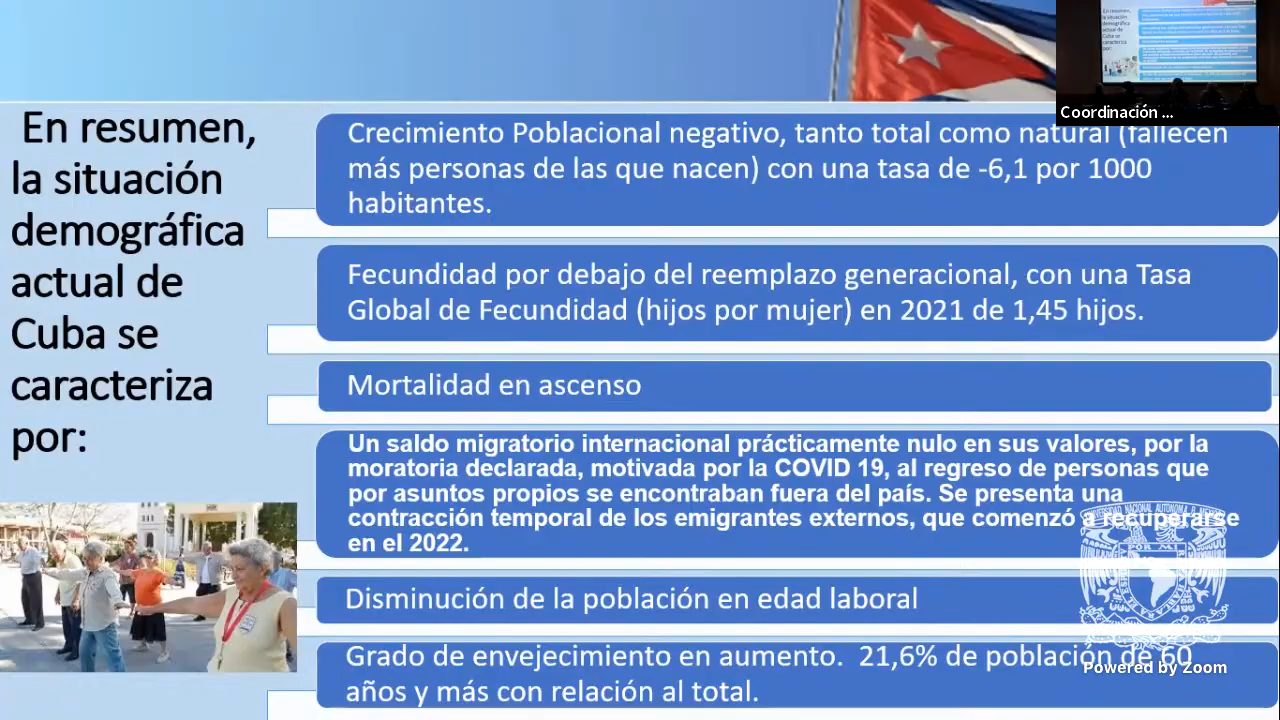 Coordinación ...
En resumen,
la situación
demográfica
actual de
Cuba se
caracteriza
por:
Crecimiento Poblacional negativo, tanto total como natural (fallecen
más personas de las que nacen) con una tasa de -6,1 por 1000
habitantes.
Fecundidad por debajo del reemplazo generacional, con una Tasa
Global de Fecundidad (hijos por mujer) en 2021 de 1,45 hijos.
Mortalidad en ascenso
Un saldo migratorio internacional prácticamente nulo en sus valores, por la
moratoria declarada, motivada por la COVID 19, al regreso de personas que
por asuntos propios se encontraban fuera del país. Se presenta una
contracción temporal de los emigrantes externos, que comenzó a recuperarse
en el 2022.
Disminución de la población en edad laboral
Grado de envejecimiento en aumento. 21,6% de población de 60
años y más con relación al total.
Powered by Zoom